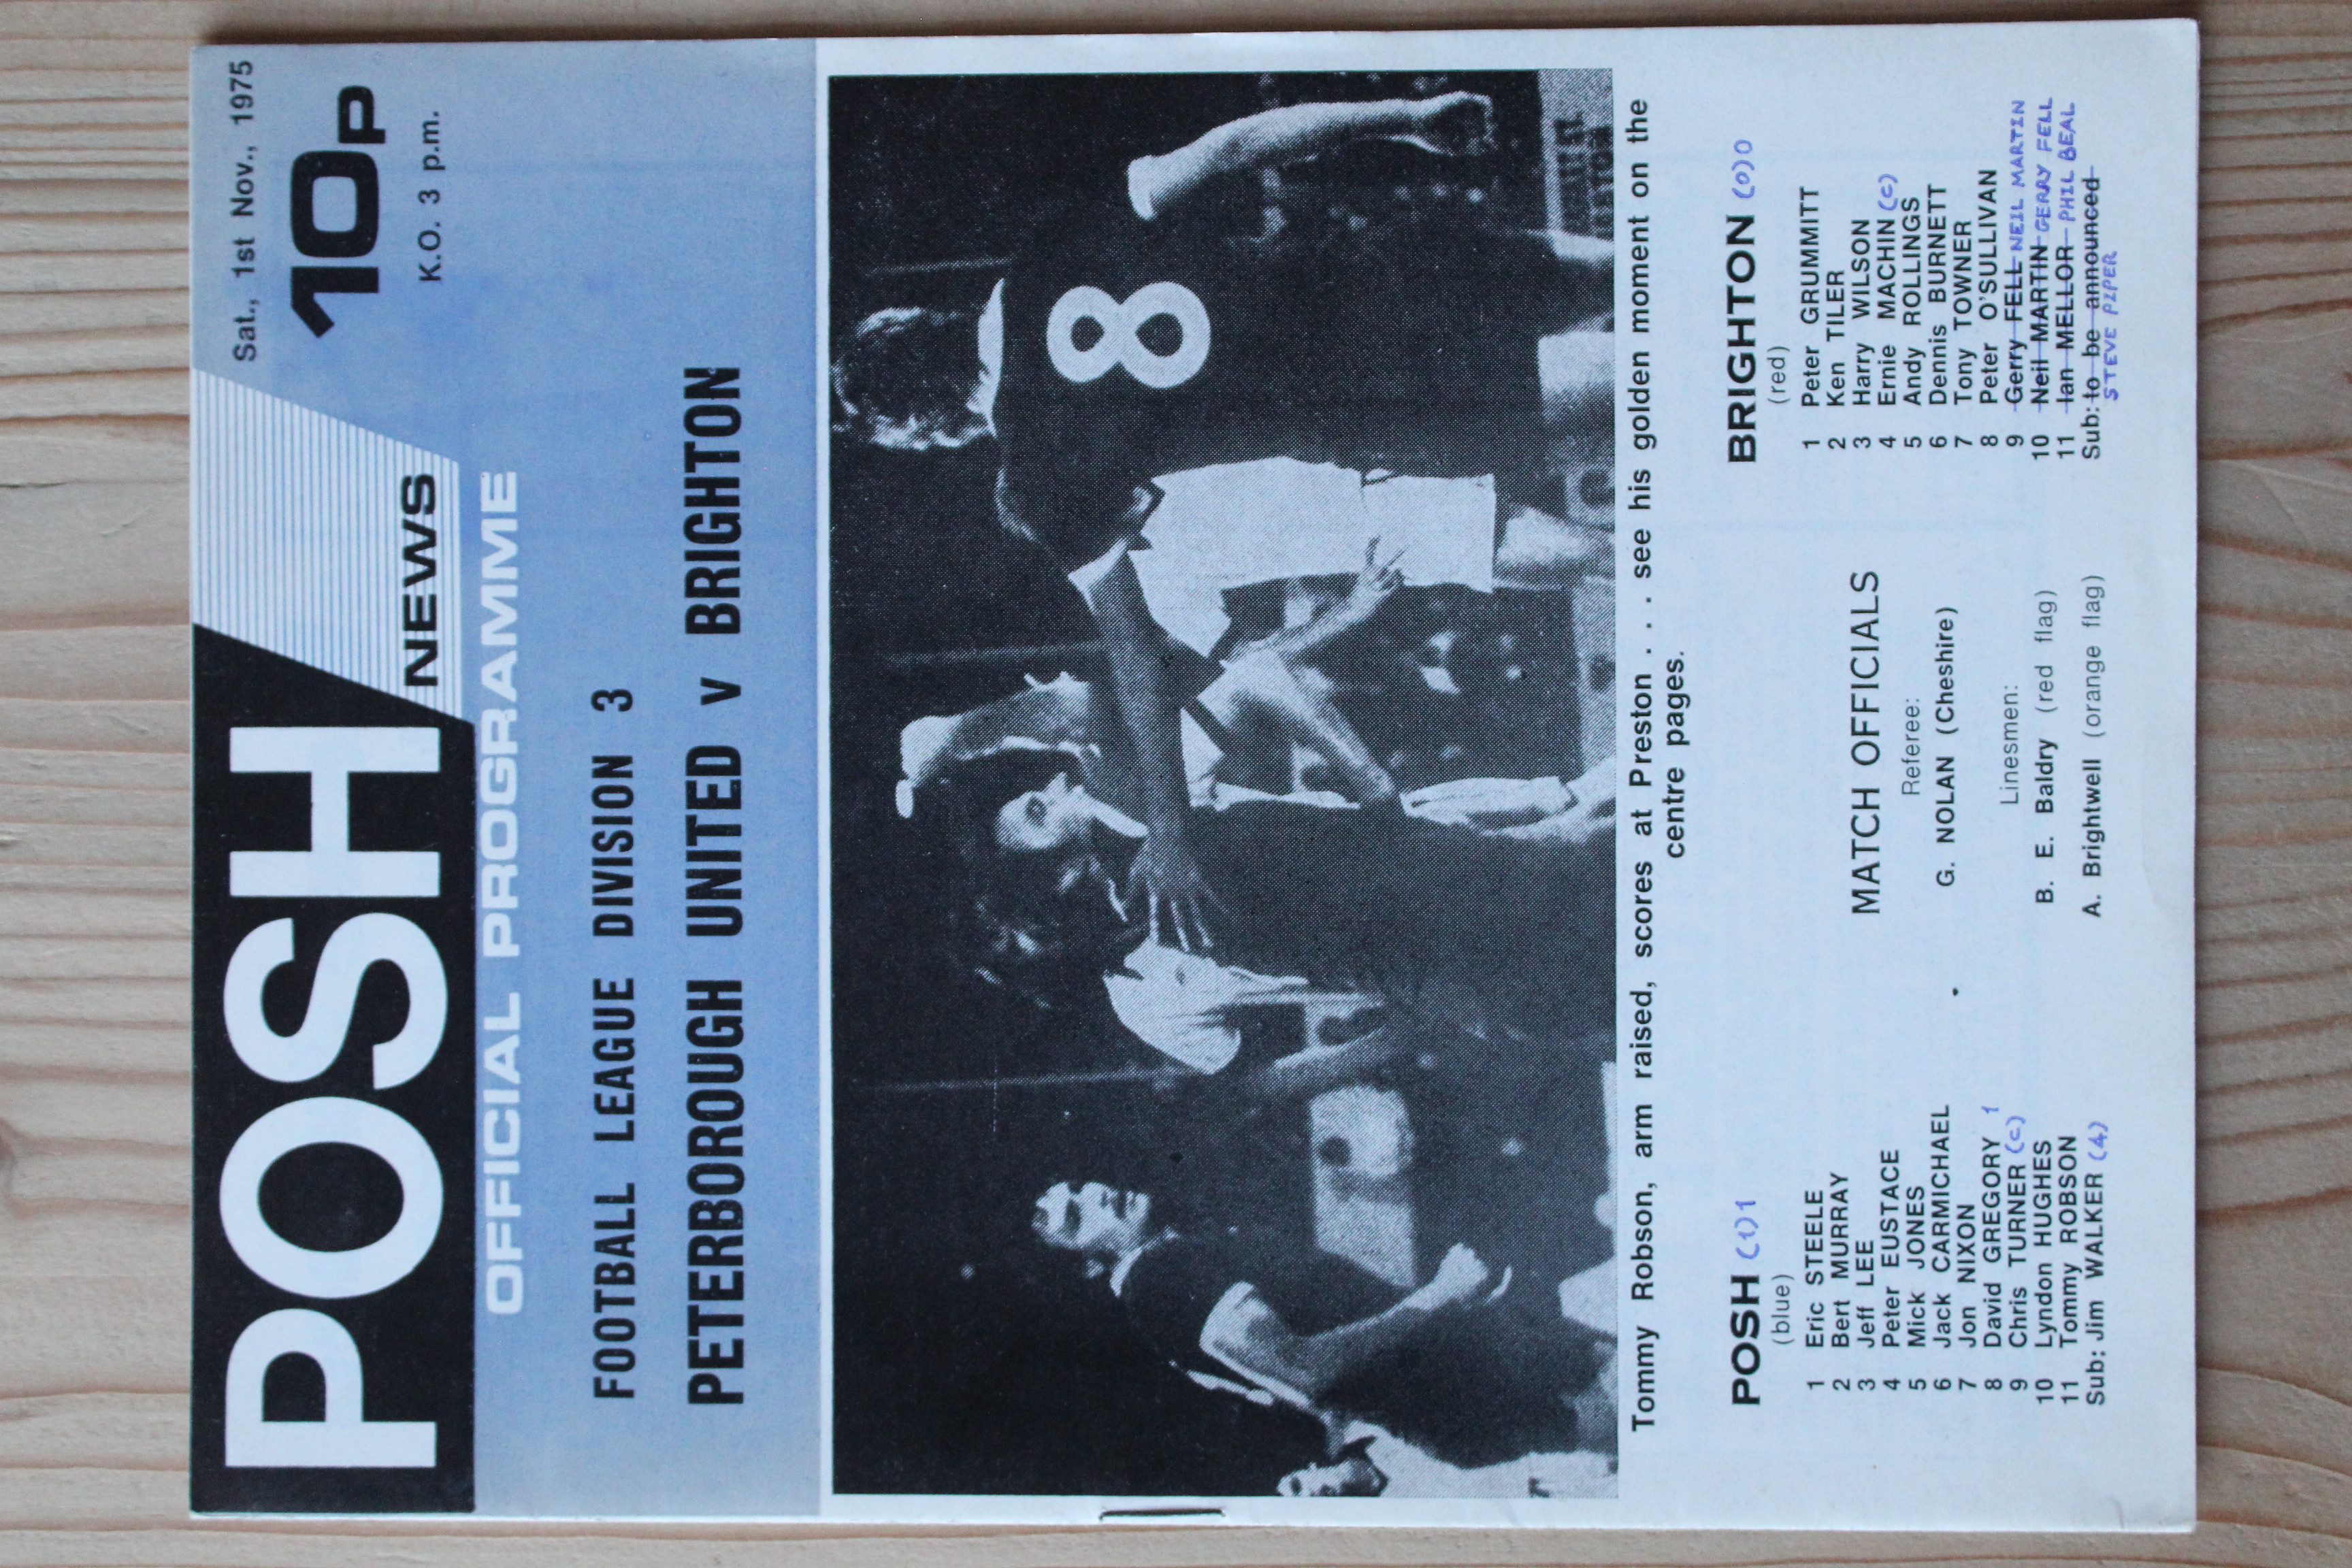 Sat., 1st Nov., 1975
10p
K.O. 3 p.m.
POSH
NEWS
OFFICIAL PROGRAMME
FOOTBALL LEAGUE DIVISION 3
PETERBOROUGH UNITED v BRIGHTON
8
Tommy Robson, arm raised, scores at Preston . . . see his golden moment on the
centre pages.
POSH (1) 1
(blue)
1 Eric STEELE
2 Bert MURRAY
3 Jeff LEE
4 Peter EUSTACE
5 Mick JONES
6 Jack CARMICHAEL
7 Jon NIXON
8 David GREGORY 1
9 Chris TURNER (C)
10 Lyndon HUGHES
11 Tommy ROBSON
Sub: Jim WALKER (4)
MATCH OFFICIALS
Referee:
G. NOLAN (Cheshire)
Linesmen:
B. E. Baldry (red flag)
A. Brightwell (orange flag)
BRIGHTON (0) 0
(red)
1 Peter GRUMMITT
2 Ken TILER
3 Harry WILSON
4 Ernie MACHIN (C)
5 Andy ROLLINGS
6 Dennis BURNETT
7 Tony TOWNER
8 Peter O'SULLIVAN
9 Gerry FELL NEIL MARTIN
10 Neil MARTIN GERRY FELL
11 Ian MELLOR PHIL BEAL
Sub: to be announced
STEVE PIPER